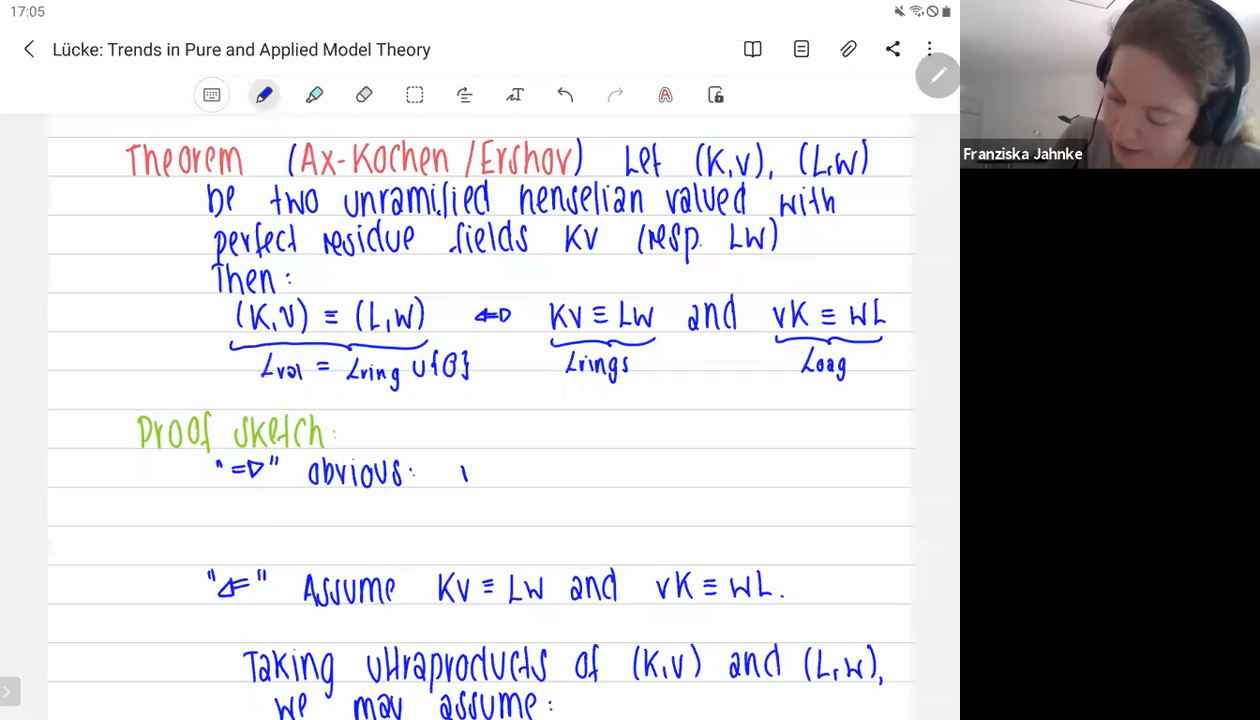 17:05
Lücke: Trends in Pure and Applied Model Theory
Franziska Jahnke
Theorem (Ax-Kochen/Ershov) Let (K,v), (L,w)
be two unramified henselian valued with
perfect residue fields Kv (resp. Lw)
Then:
(K,v) ≡ (L,w) ⇔ Kv ≡ Lw and vK ≡ wL
Lval = Lring ∪{O} Lrings Loag
Proof sketch:
"⇒" obvious:
"⇐" Assume Kv ≡ Lw and vK ≡ wL.
Taking ultraproducts of (K,v) and (L,w),
we may assume: